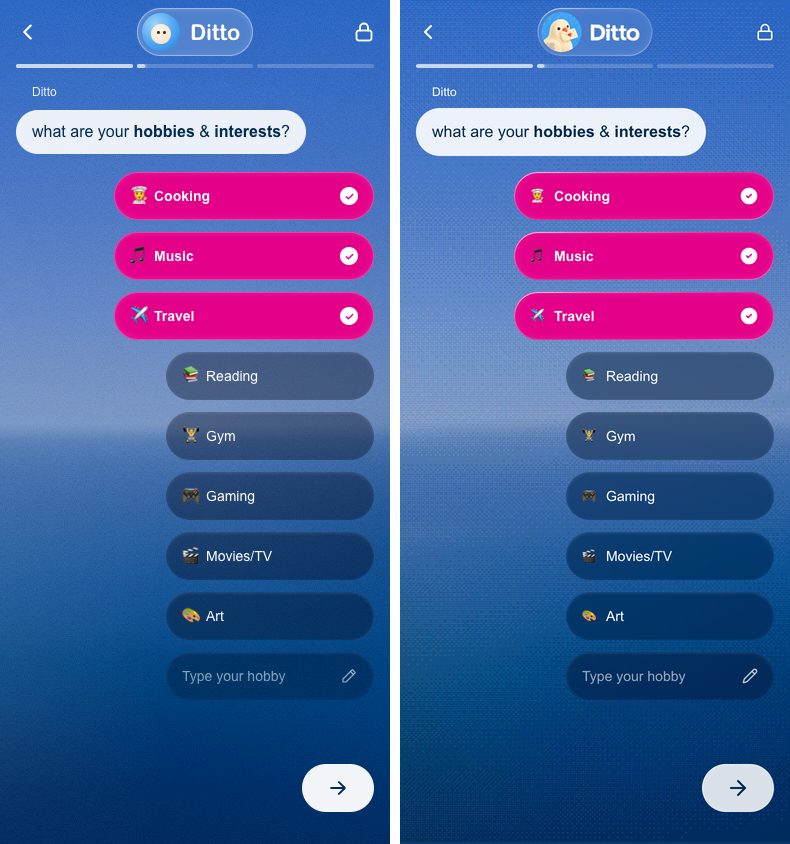 Ditto
Ditto
what are your hobbies & interests?
Cooking
Music
Travel
Reading
Gym
Gaming
Movies/TV
Art
Type your hobby
Ditto
Ditto
what are your hobbies & interests?
Cooking
Music
Travel
Reading
Gym
Gaming
Movies/TV
Art
Type your hobby